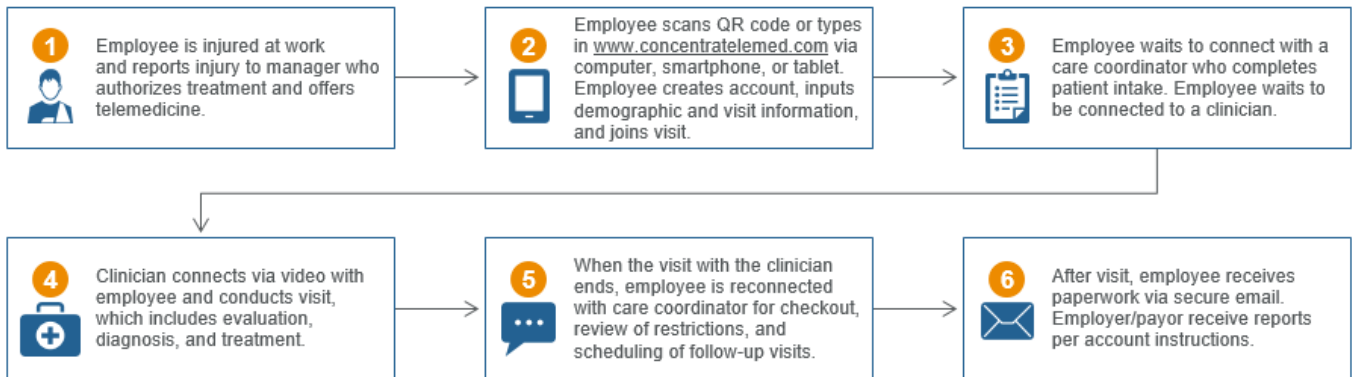 1
Employee is injured at work
and reports injury to manager who
authorizes treatment and offers
telemedicine.
2
Employee scans QR code or types
in www.concentratelemed.com via
computer, smartphone, or tablet.
Employee creates account, inputs
demographic and visit information,
and joins visit.
3
Employee waits to connect with a
care coordinator who completes
patient intake. Employee waits to
be connected to a clinician.
4
Clinician connects via video with
employee and conducts visit,
which includes evaluation,
diagnosis, and treatment.
5
When the visit with the clinician
ends, employee is reconnected
with care coordinator for checkout,
review of restrictions, and
scheduling of follow-up visits.
6
After visit, employee receives
paperwork via secure email.
Employer/payor receive reports
per account instructions.